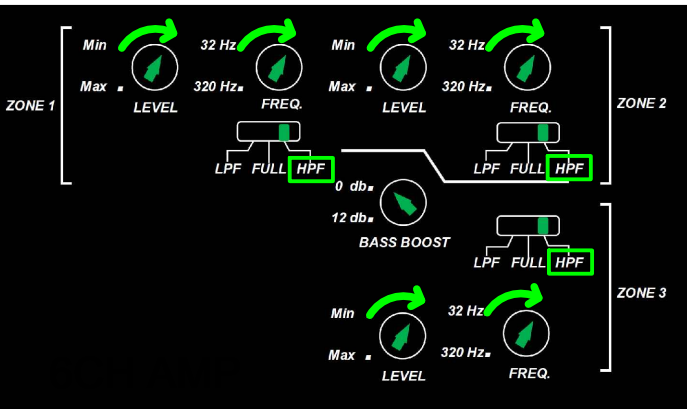 Min 32 Hz Min 32 Hz
Max 320 Hz Max 320 Hz
ZONE 1 LEVEL FREQ. LEVEL FREQ. ZONE 2
LPF FULL HPF LPF FULL HPF
0 db
12 db
BASS BOOST
LPF FULL HPF
ZONE 3
Min 32 Hz
Max 320 Hz
LEVEL FREQ.